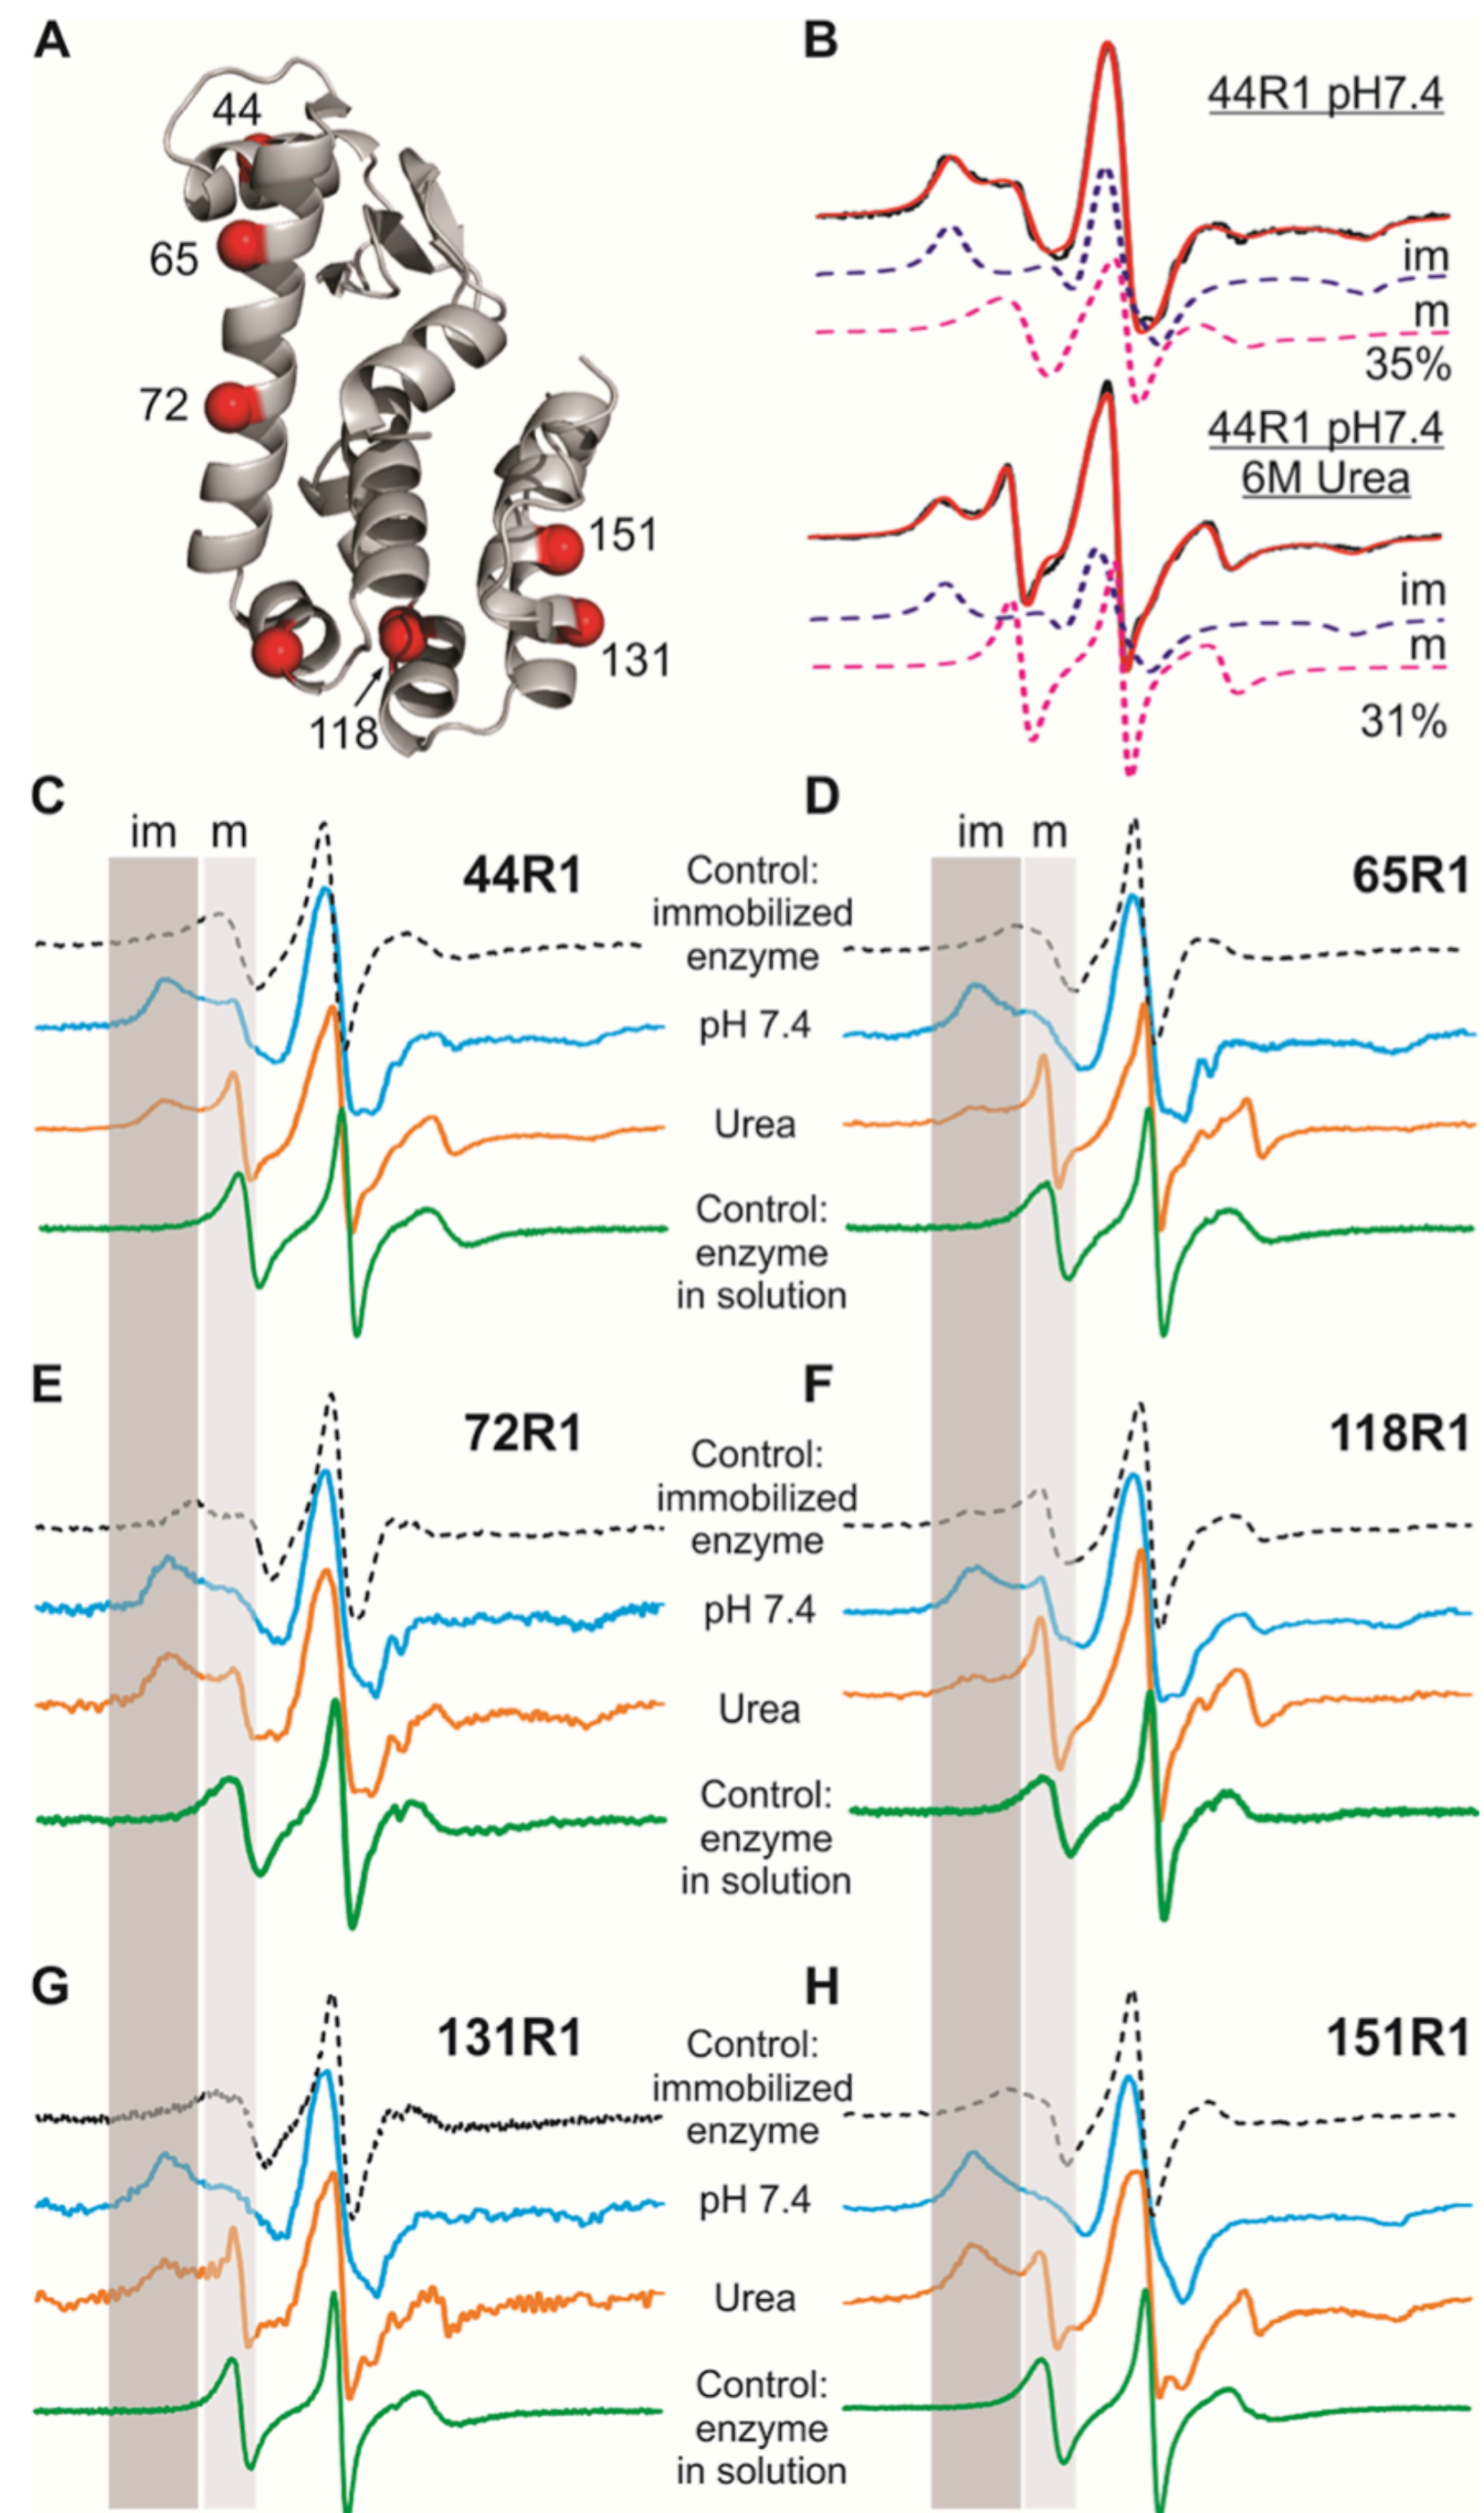 A
44
65
72
118
151
131
B
44R1 pH7.4
im
m
35%
44R1 pH7.4
6M Urea
im
m
31%
C
im
m
44R1
D
im
m
65R1
Control:
immobilized
enzyme
pH 7.4
Urea
Control:
enzyme
in solution
E
72R1
F
118R1
Control:
immobilized
enzyme
pH 7.4
Urea
Control:
enzyme
in solution
G
131R1
H
151R1
Control:
immobilized
enzyme
pH 7.4
Urea
Control:
enzyme
in solution